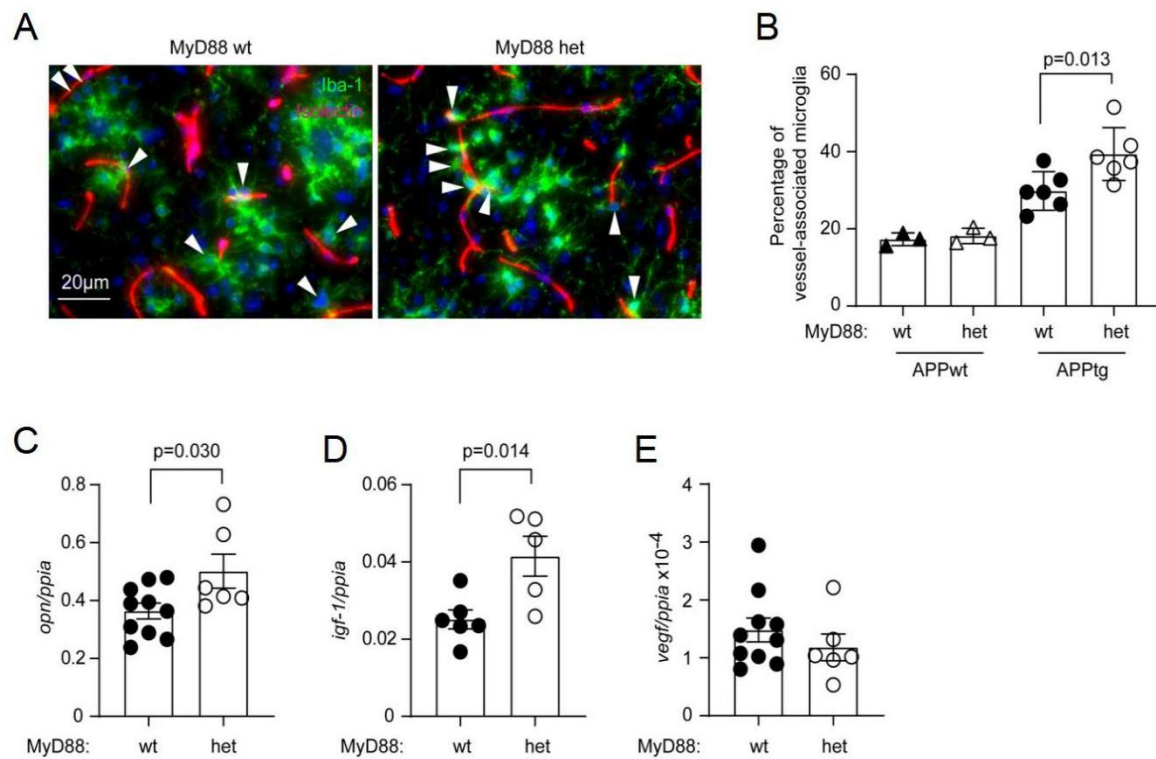 A
MyD88 wt
MyD88 het
Iba-1
Isolectin
20µm
B
p=0.013
Percentage of
vessel-associated microglia
60
40
20
0
MyD88: wt het wt het
APPwt APPtg
C
p=0.030
opn/ppia
0.8
0.6
0.4
0.2
0
MyD88: wt het
D
p=0.014
igf-1/ppia
0.06
0.04
0.02
0
MyD88: wt het
E
vegf/ppia x10-4
4
3
2
1
0
MyD88: wt het